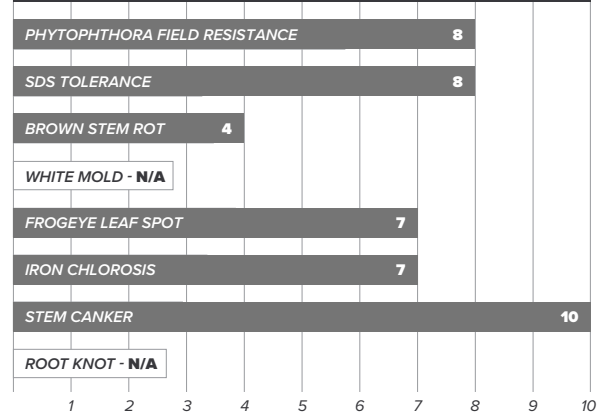 PHYTOPHTHORA FIELD RESISTANCE 8
SDS TOLERANCE 8
BROWN STEM ROT 4
WHITE MOLD - N/A
FROGEYE LEAF SPOT 7
IRON CHLOROSIS 7
STEM CANKER 10
ROOT KNOT - N/A
1 2 3 4 5 6 7 8 9 10